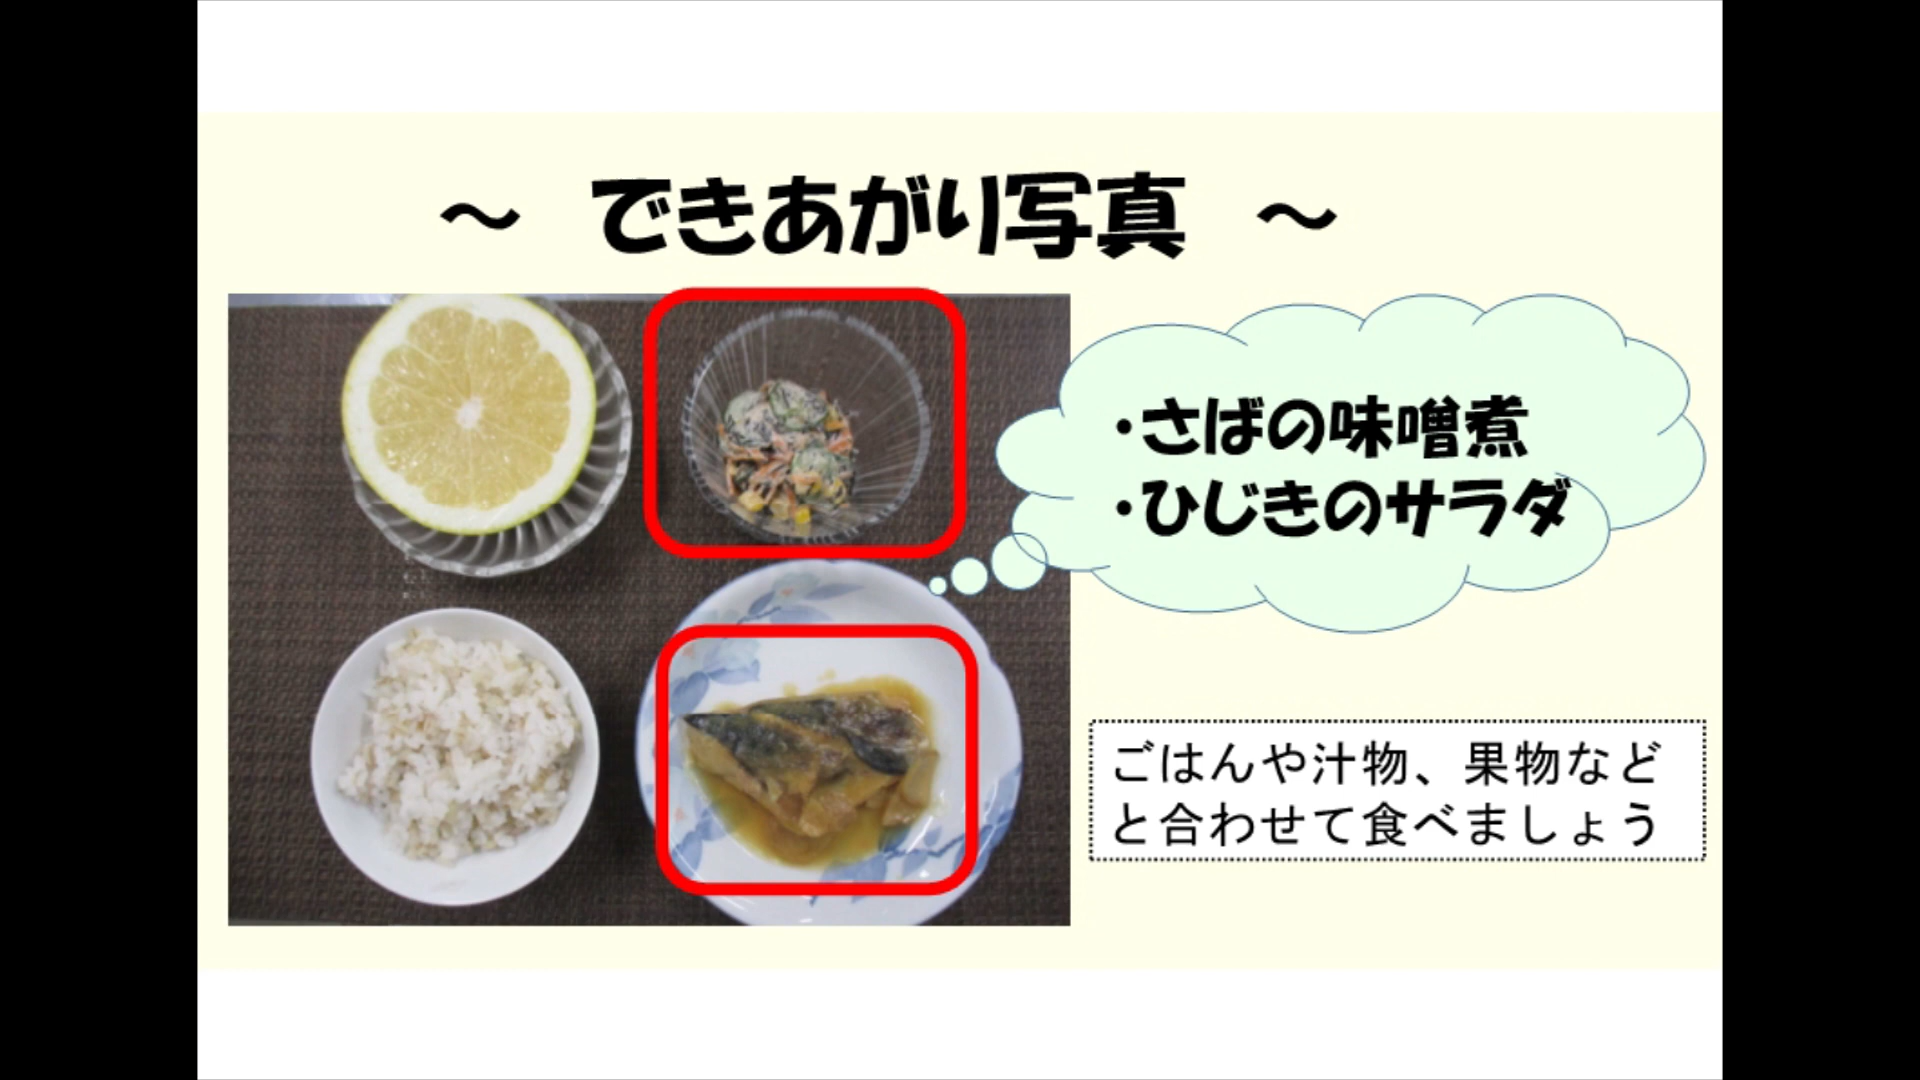 ～ できあがり写真 ～
・さばの味噌煮
・ひじきのサラダ
ごはんや汁物、果物など
と合わせて食べましょう